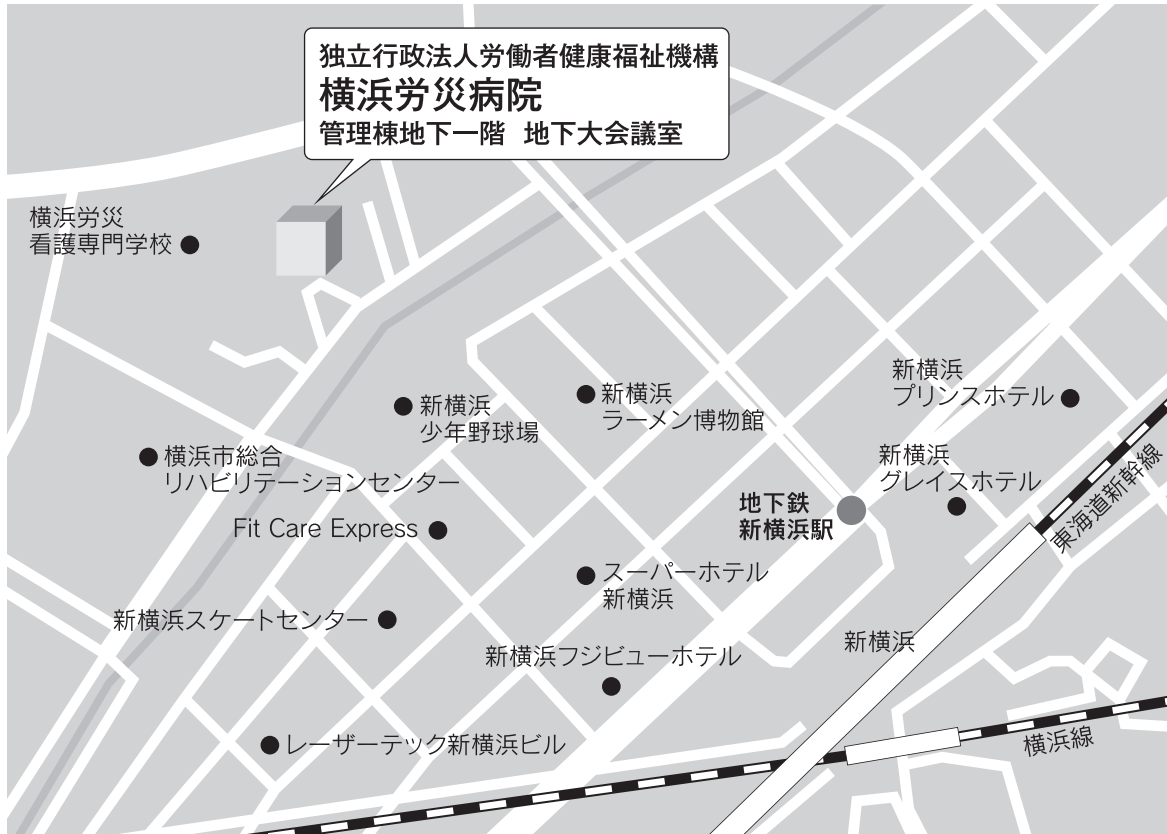 独立行政法人労働者健康福祉機構
横浜労災病院
管理棟地下一階 地下大会議室
横浜労災
看護専門学校
新横浜
プリンスホテル
新横浜
少年野球場
新横浜
ラーメン博物館
横浜市総合
リハビリテーションセンター
新横浜
グレイスホテル
地下鉄
新横浜駅
東海道新幹線
Fit Care Express
スーパーホテル
新横浜
新横浜スケートセンター
新横浜
新横浜フジビューホテル
レーザーテック新横浜ビル
横浜線